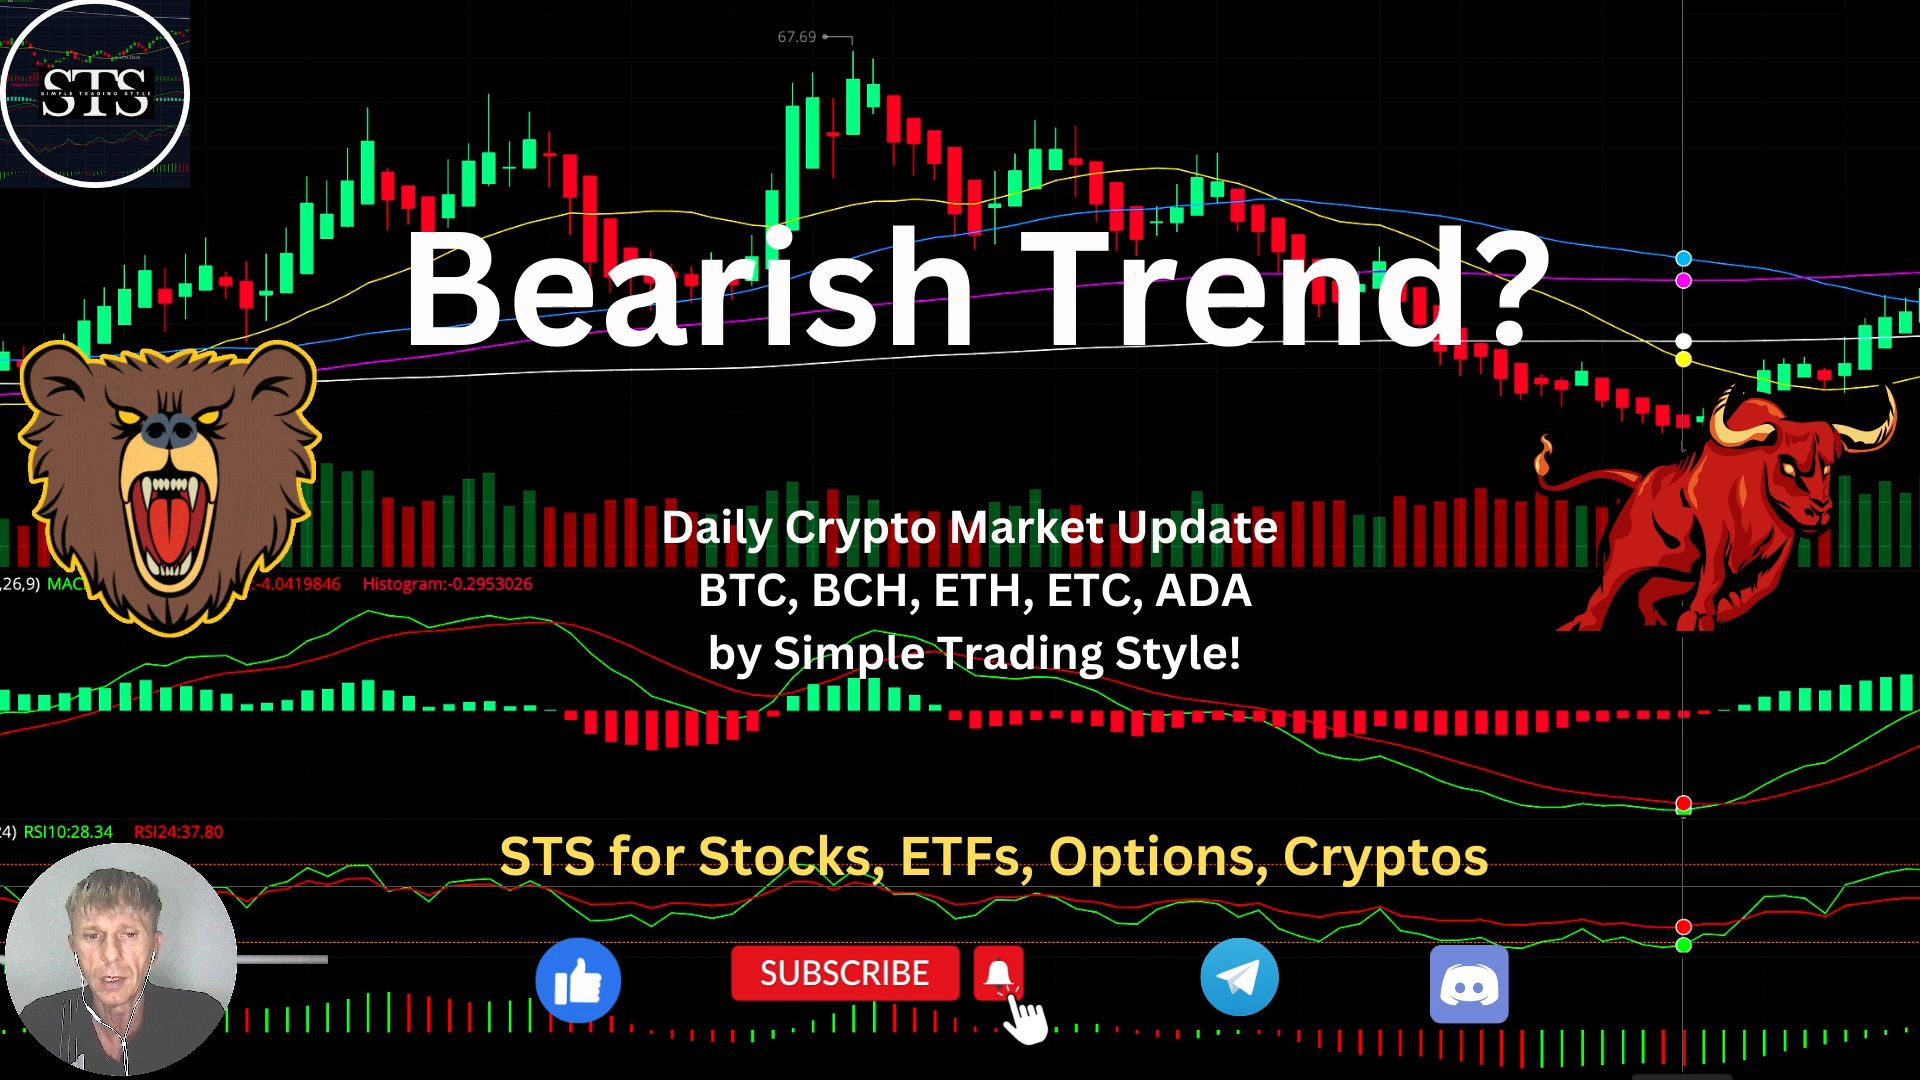 STS
SIMPLE TRADING STYLE
67.69
Bearish Trend?
Daily Crypto Market Update
BTC, BCH, ETH, ETC, ADA
by Simple Trading Style!
,26,9) MAC :-4.0419846 Histogram:-0.2953026
24) RSI10:28.34 RSI24:37.80
STS for Stocks, ETFs, Options, Cryptos
SUBSCRIBE